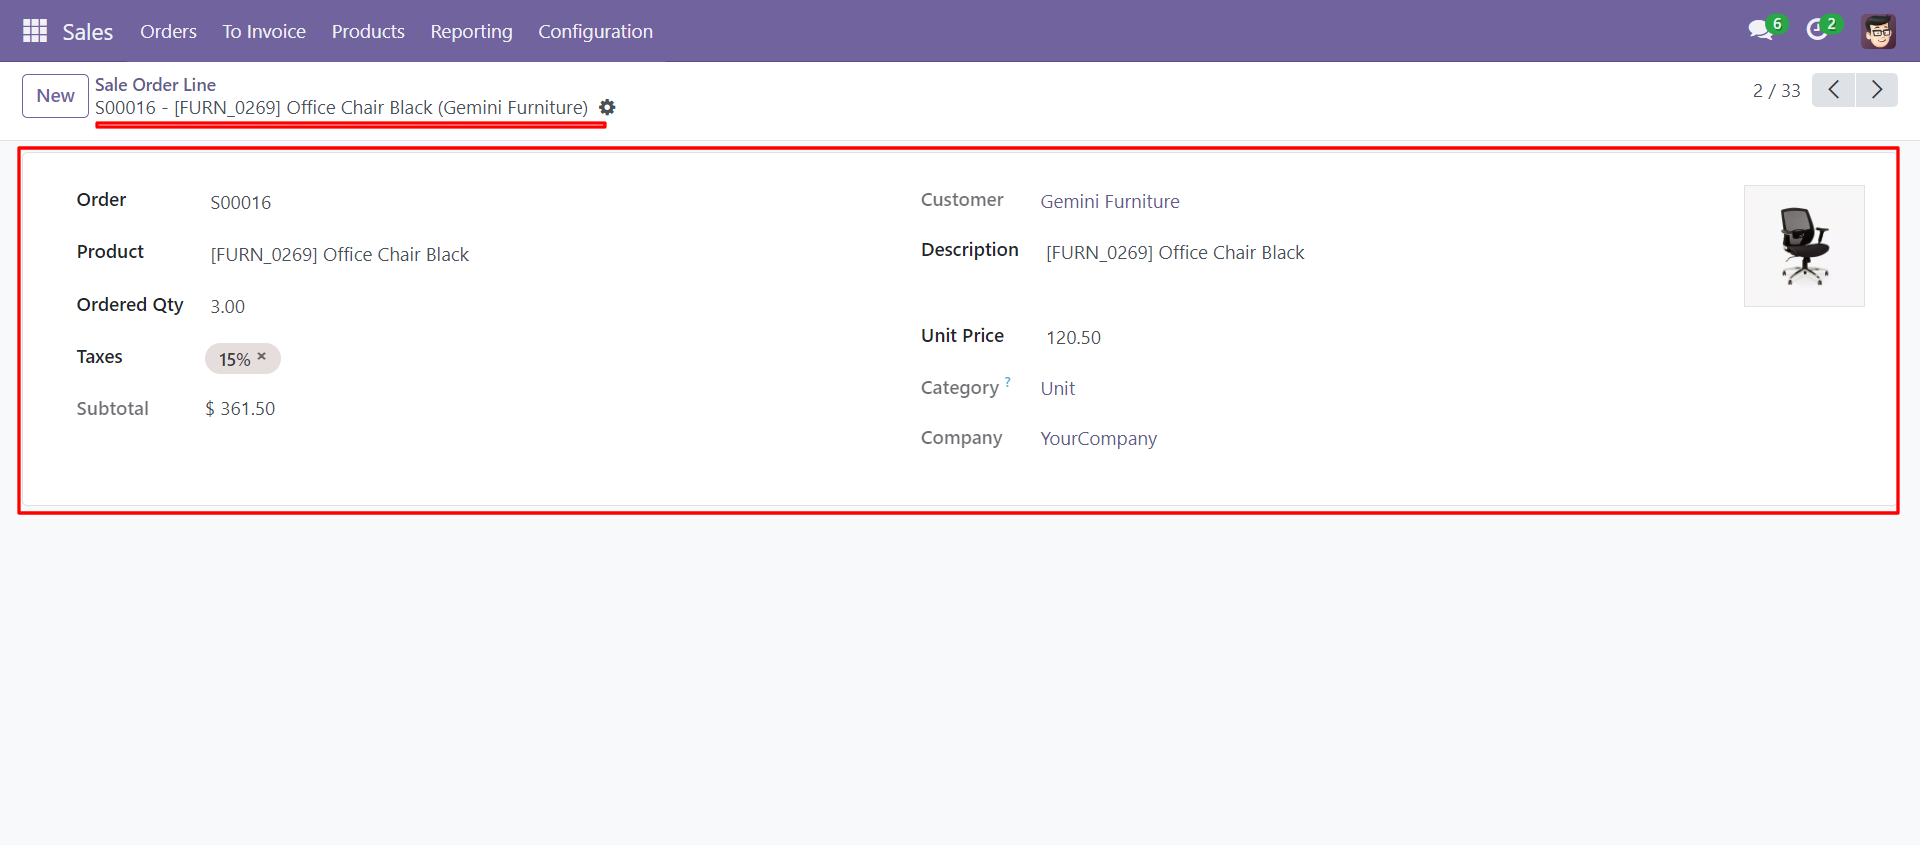 Sales Orders To Invoice Products Reporting Configuration 6 2
New Sale Order Line
S00016 - [FURN_0269] Office Chair Black (Gemini Furniture)
2 / 33
Order S00016
Product [FURN_0269] Office Chair Black
Ordered Qty 3.00
Taxes 15% ×
Subtotal $ 361.50
Customer Gemini Furniture
Description [FURN_0269] Office Chair Black
Unit Price 120.50
Category ? Unit
Company YourCompany